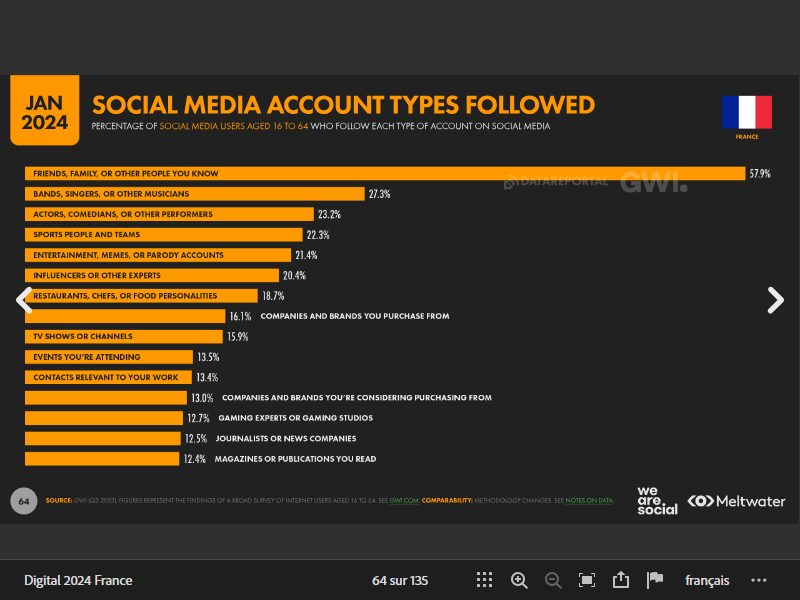 JAN
2024
SOCIAL MEDIA ACCOUNT TYPES FOLLOWED
PERCENTAGE OF SOCIAL MEDIA USERS AGED 16 TO 64 WHO FOLLOW EACH TYPE OF ACCOUNT ON SOCIAL MEDIA
FRANCE
FRIENDS, FAMILY, OR OTHER PEOPLE YOU KNOW 57.9%
DATAREPORTAL GWI.
BANDS, SINGERS, OR OTHER MUSICIANS 27.3%
ACTORS, COMEDIANS, OR OTHER PERFORMERS 23.2%
SPORTS PEOPLE AND TEAMS 22.3%
ENTERTAINMENT, MEMES, OR PARODY ACCOUNTS 21.4%
INFLUENCERS OR OTHER EXPERTS 20.4%
RESTAURANTS, CHEFS, OR FOOD PERSONALITIES 18.7%
16.1% COMPANIES AND BRANDS YOU PURCHASE FROM
TV SHOWS OR CHANNELS 15.9%
EVENTS YOU'RE ATTENDING 13.5%
CONTACTS RELEVANT TO YOUR WORK 13.4%
13.0% COMPANIES AND BRANDS YOU'RE CONSIDERING PURCHASING FROM
12.7% GAMING EXPERTS OR GAMING STUDIOS
12.5% JOURNALISTS OR NEWS COMPANIES
12.4% MAGAZINES OR PUBLICATIONS YOU READ
64 SOURCE: GWI (Q3 2023). FIGURES REPRESENT THE FINDINGS OF A BROAD SURVEY OF INTERNET USERS AGED 16 TO 64. SEE GWI.COM. COMPARABILITY: METHODOLOGY CHANGES. SEE NOTES ON DATA.
we
are.
social
Meltwater
Digital 2024 France 64 sur 135 français